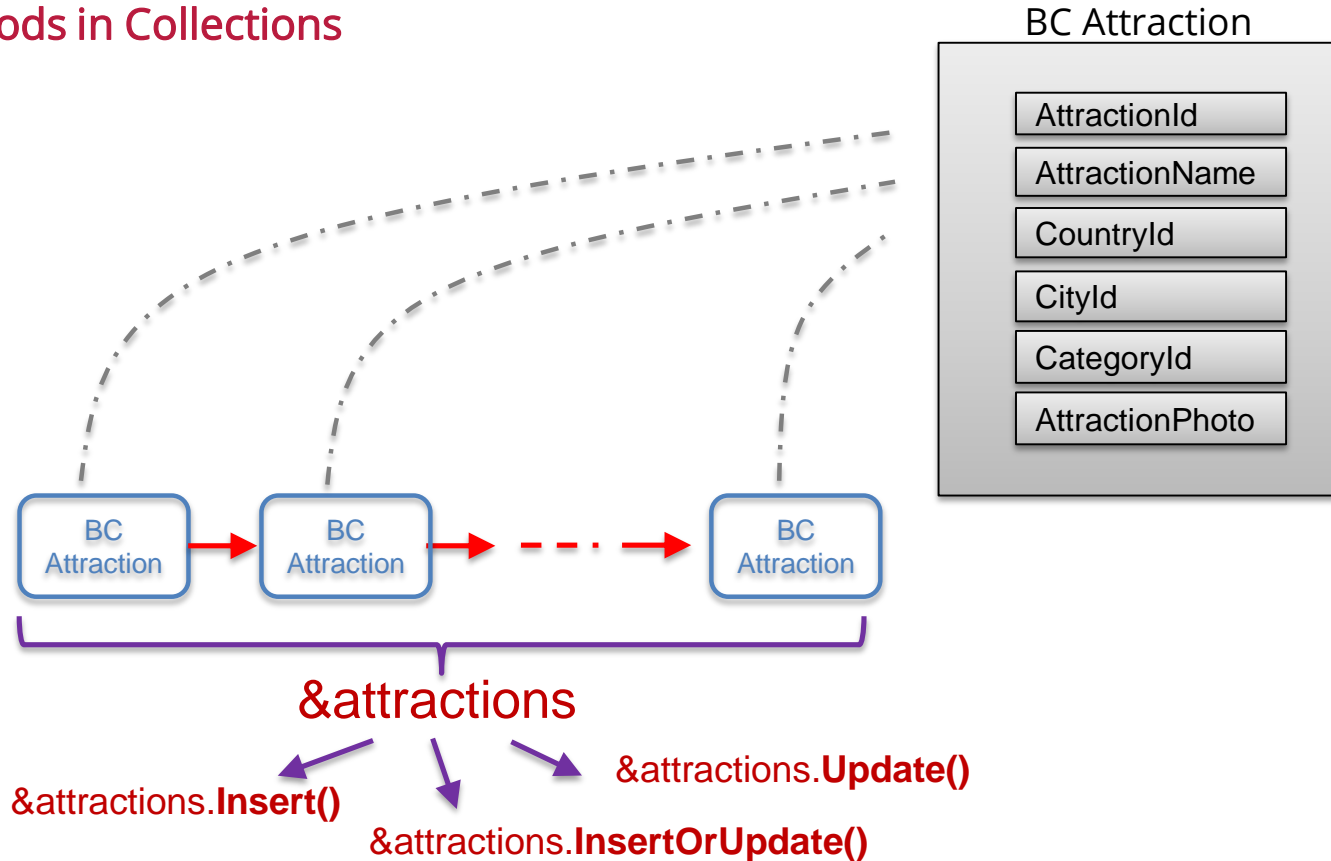 ods in Collections
BC Attraction
AttractionId
AttractionName
CountryId
CityId
CategoryId
AttractionPhoto
BC
Attraction
BC
Attraction
BC
Attraction
&attractions
&attractions.Update()
&attractions.Insert()
&attractions.InsertOrUpdate()